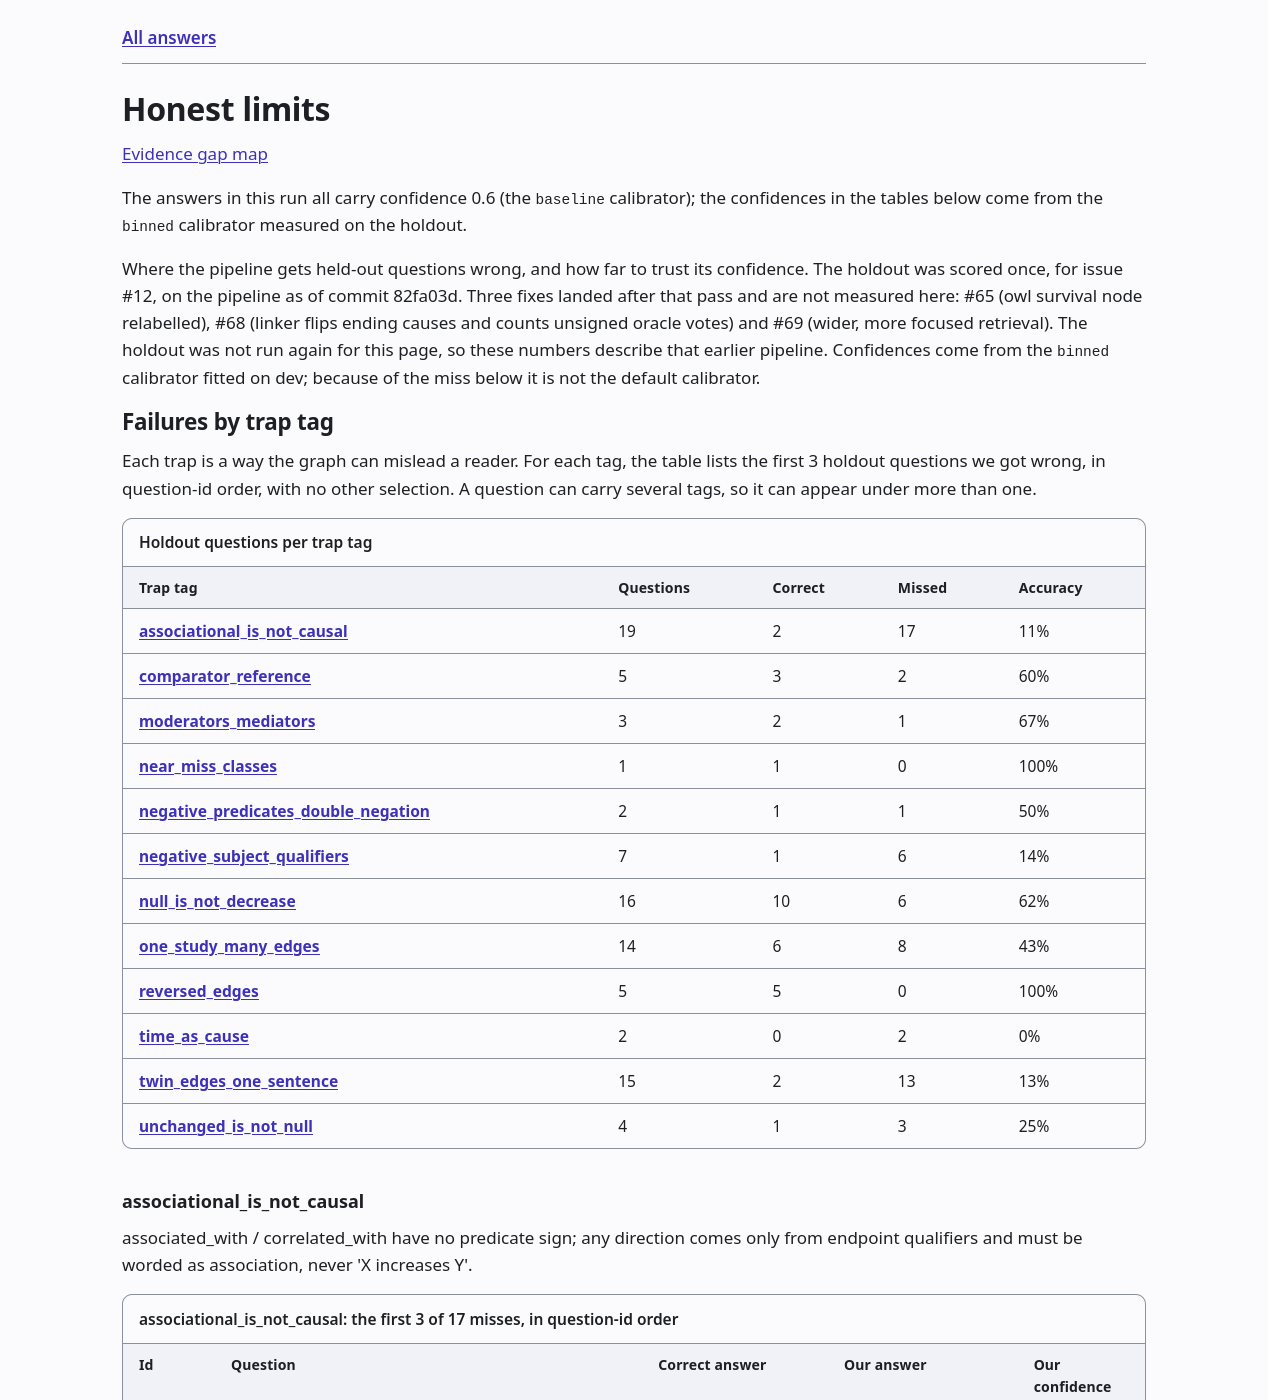 All answers
Honest limits
Evidence gap map
The answers in this run all carry confidence 0.6 (the baseline calibrator); the confidences in the tables below come from the
binned calibrator measured on the holdout.
Where the pipeline gets held-out questions wrong, and how far to trust its confidence. The holdout was scored once, for issue
#12, on the pipeline as of commit 82fa03d. Three fixes landed after that pass and are not measured here: #65 (owl survival node
relabelled), #68 (linker flips ending causes and counts unsigned oracle votes) and #69 (wider, more focused retrieval). The
holdout was not run again for this page, so these numbers describe that earlier pipeline. Confidences come from the binned
calibrator fitted on dev; because of the miss below it is not the default calibrator.
Failures by trap tag
Each trap is a way the graph can mislead a reader. For each tag, the table lists the first 3 holdout questions we got wrong, in
question-id order, with no other selection. A question can carry several tags, so it can appear under more than one.
Holdout questions per trap tag
Trap tag Questions Correct Missed Accuracy
associational_is_not_causal 19 2 17 11%
comparator_reference 5 3 2 60%
moderators_mediators 3 2 1 67%
near_miss_classes 1 1 0 100%
negative_predicates_double_negation 2 1 1 50%
negative_subject_qualifiers 7 1 6 14%
null_is_not_decrease 16 10 6 62%
one_study_many_edges 14 6 8 43%
reversed_edges 5 5 0 100%
time_as_cause 2 0 2 0%
twin_edges_one_sentence 15 2 13 13%
unchanged_is_not_null 4 1 3 25%
associational_is_not_causal
associated_with / correlated_with have no predicate sign; any direction comes only from endpoint qualifiers and must be
worded as association, never 'X increases Y'.
associational_is_not_causal: the first 3 of 17 misses, in question-id order
Id Question Correct answer Our answer Our
confidence